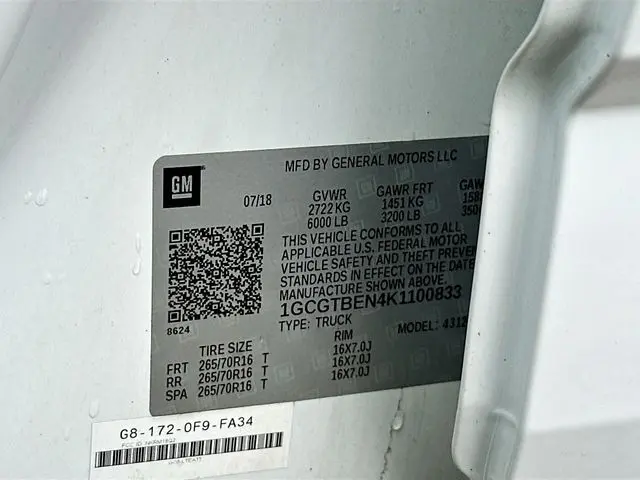 GM
MFD BY GENERAL MOTORS LLC
07/18
GVWR GAWR FRT GAW
2722 KG 1451 KG 158
6000 LB 3200 LB 350
THIS VEHICLE CONFORMS TO ALL
APPLICABLE U.S. FEDERAL MOTOR
VEHICLE SAFETY AND THEFT PREVEN
STANDARDS IN EFFECT ON THE DATE
MANUFACTURE SHOWN ABOVE.
1GCGTBEN4K1100833
8624
TYPE: TRUCK MODEL: 4312
TIRE SIZE RIM
FRT 265/70R16 T 16X7.0J
RR 265/70R16 T 16X7.0J
SPA 265/70R16 T 16X7.0J
G8-172-0F9-FA34